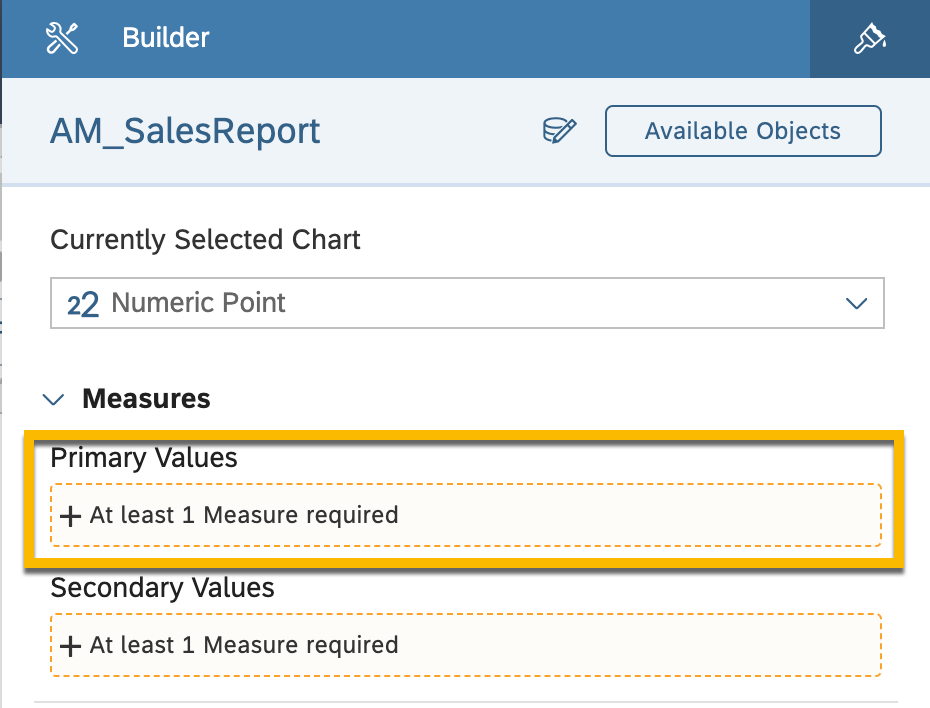 Builder
AM_SalesReport
Available Objects
Currently Selected Chart
22 Numeric Point
Measures
Primary Values
+ At least 1 Measure required
Secondary Values
+ At least 1 Measure required